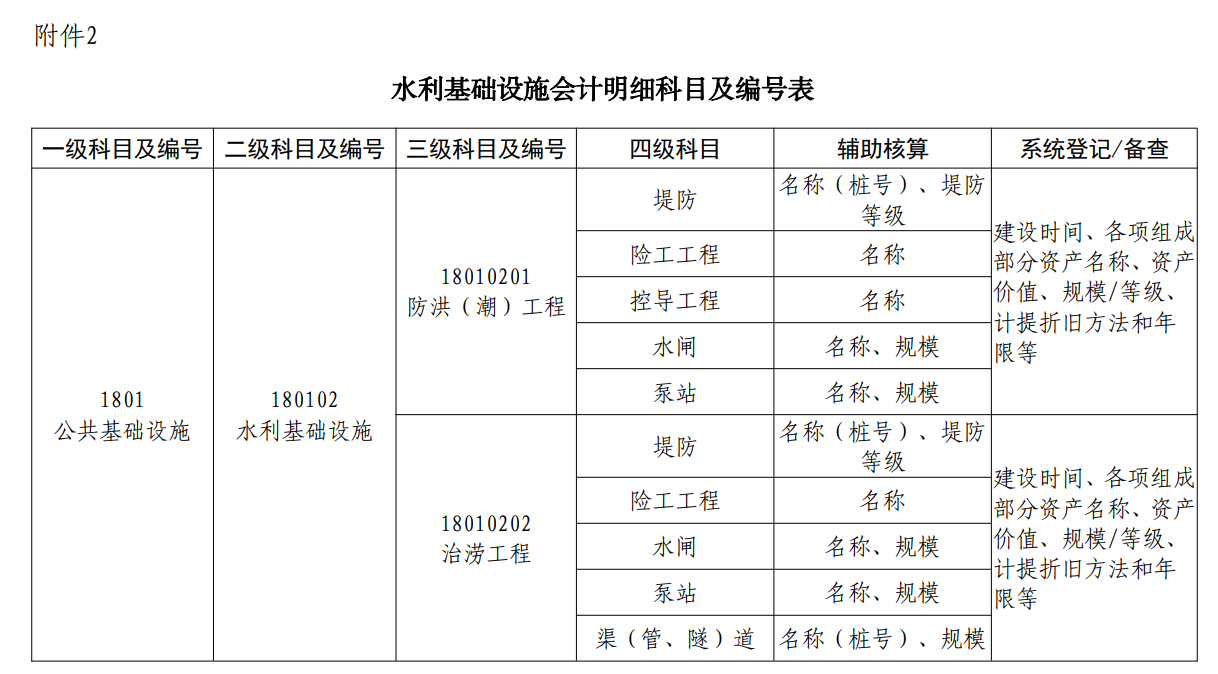 附件2
水利基础设施会计明细科目及编号表
一级科目及编号 二级科目及编号 三级科目及编号 四级科目 辅助核算 系统登记/备查
1801
公共基础设施
180102
水利基础设施
18010201
防洪（潮）工程
堤防
名称（桩号）、堤防
等级
险工工程
名称
控导工程
名称
水闸
名称、规模
泵站
名称、规模
建设时间、各项组成
部分资产名称、资产
价值、规模/等级、
计提折旧方法和年
限等
18010202
治涝工程
堤防
名称（桩号）、堤防
等级
险工工程
名称
水闸
名称、规模
泵站
名称、规模
渠（管、隧）道
名称（桩号）、规模
建设时间、各项组成
部分资产名称、资产
价值、规模/等级、
计提折旧方法和年
限等